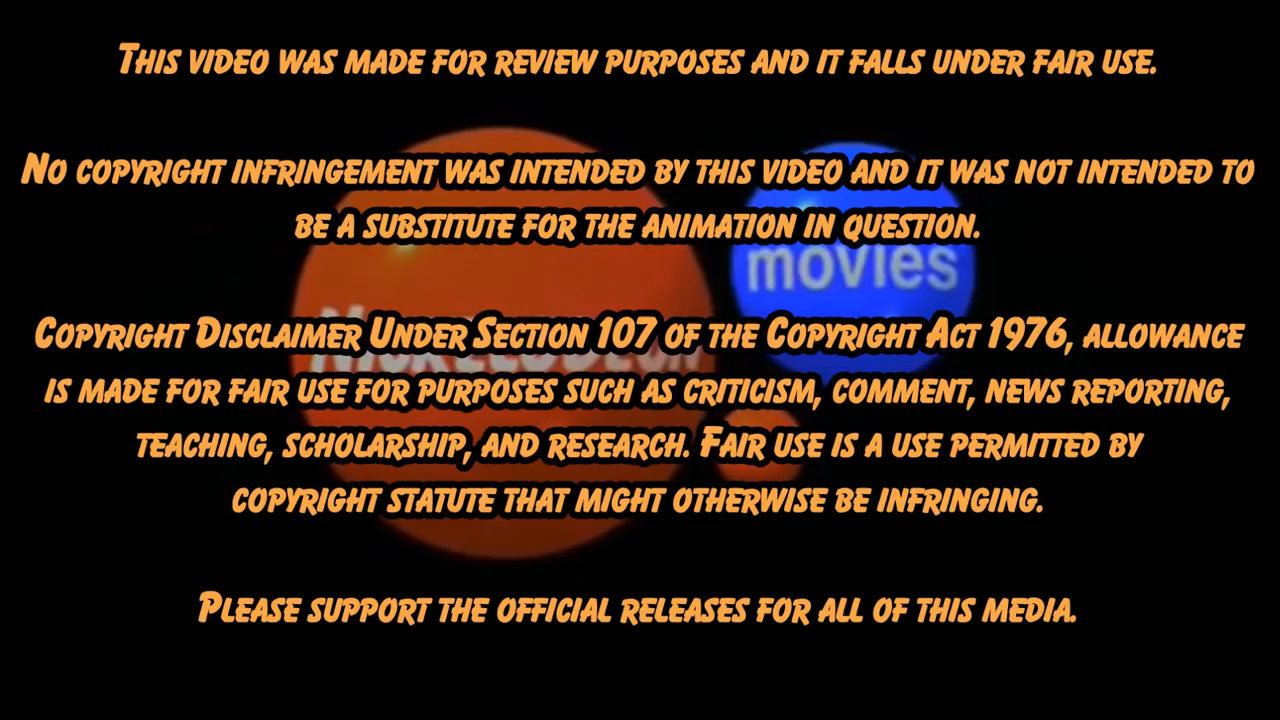 This video was made for review purposes and it falls under fair use.
No copyright infringement was intended by this video and it was not intended to
be a substitute for the animation in question.
movies
Nickelodeon
Copyright Disclaimer Under Section 107 of the Copyright Act 1976, allowance
is made for fair use for purposes such as criticism, comment, news reporting,
teaching, scholarship, and research. Fair use is a use permitted by
copyright statute that might otherwise be infringing.
Please support the official releases for all of this media.